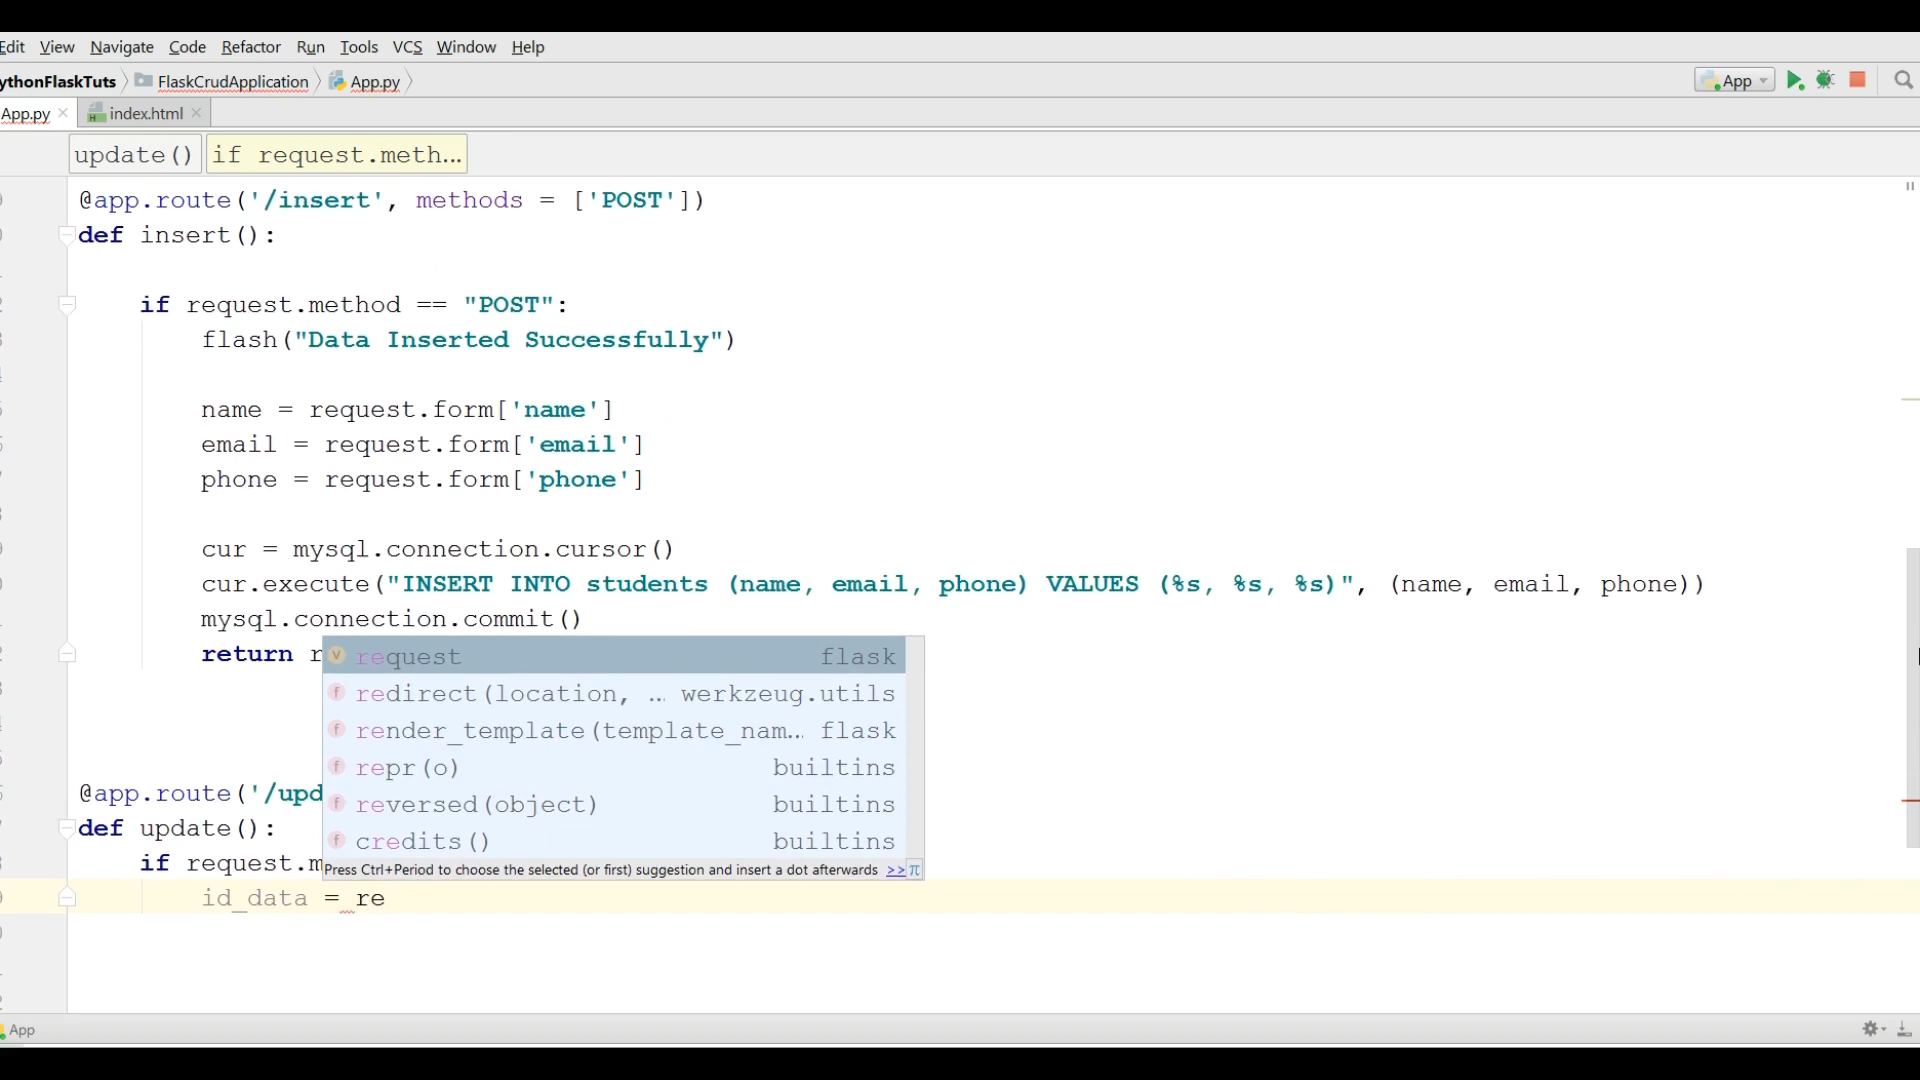 Edit View Navigate Code Refactor Run Tools VCS Window Help
ythonFlaskTuts FlaskCrudApplication App.py App
App.py index.html
update() if request.meth...
@app.route('/insert', methods = ['POST'])
def insert():
if request.method == "POST":
flash("Data Inserted Successfully")
name = request.form['name']
email = request.form['email']
phone = request.form['phone']
cur = mysql.connection.cursor()
cur.execute("INSERT INTO students (name, email, phone) VALUES (%s, %s, %s)", (name, email, phone))
mysql.connection.commit()
return r
request flask
redirect(location, … werkzeug.utils
render_template(template_nam… flask
repr(o) builtins
reversed(object) builtins
credits() builtins
Press Ctrl+Period to choose the selected (or first) suggestion and insert a dot afterwards >> π
@app.route('/upd
def update():
if request.m
id_data = re
App